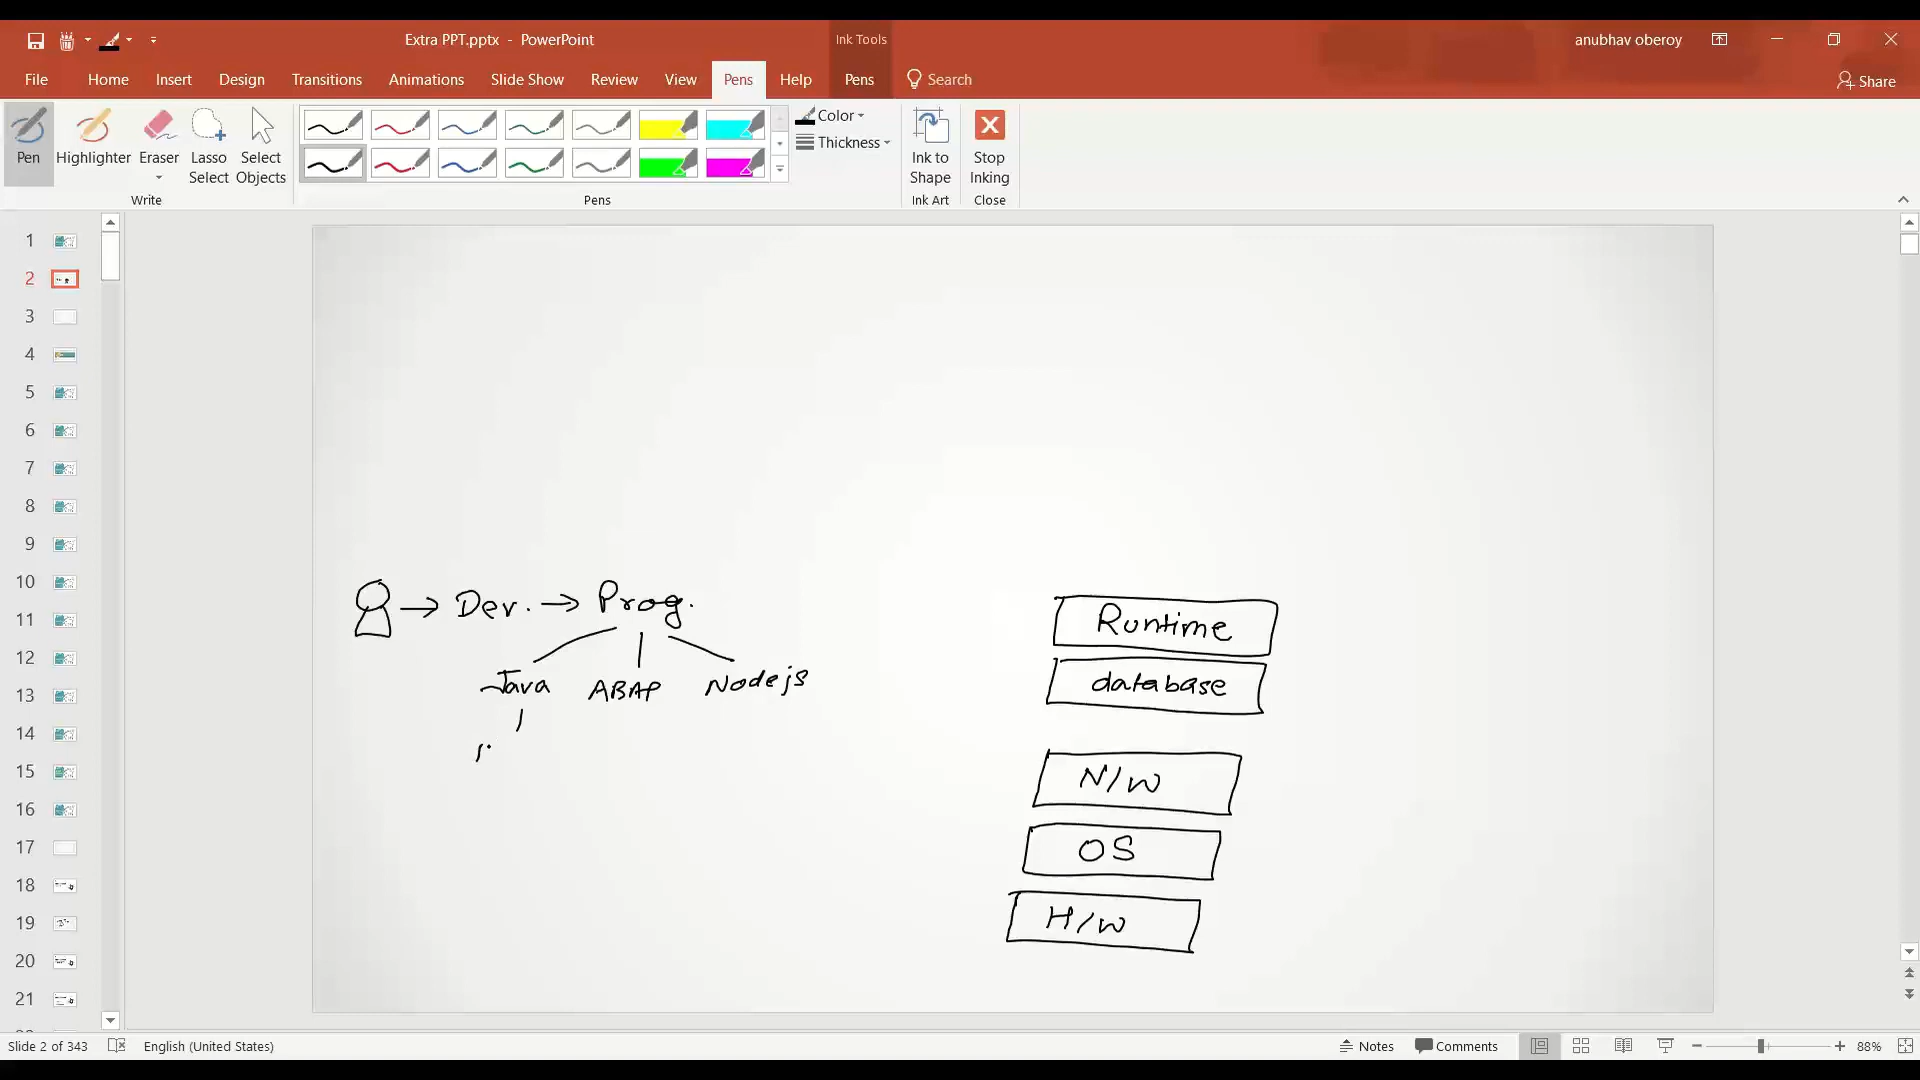 Extra PPT.pptx - PowerPoint
Ink Tools
anubhav oberoy
File Home Insert Design Transitions Animations Slide Show Review View Pens Help Pens Search
Share
Pen
Highlighter
Eraser
Lasso Select
Select Objects
Color
Thickness
Ink to Shape
Stop Inking
Write
Pens
Ink Art
Close
1
2
3
4
5
6
7
8
9
10
11
12
13
14
15
16
17
18
19
20
21
→ Dev. → Prog.
Java ABAP Nodejs
Runtime
database
N/W
OS
H/W
Slide 2 of 343
English (United States)
Notes
Comments
88%